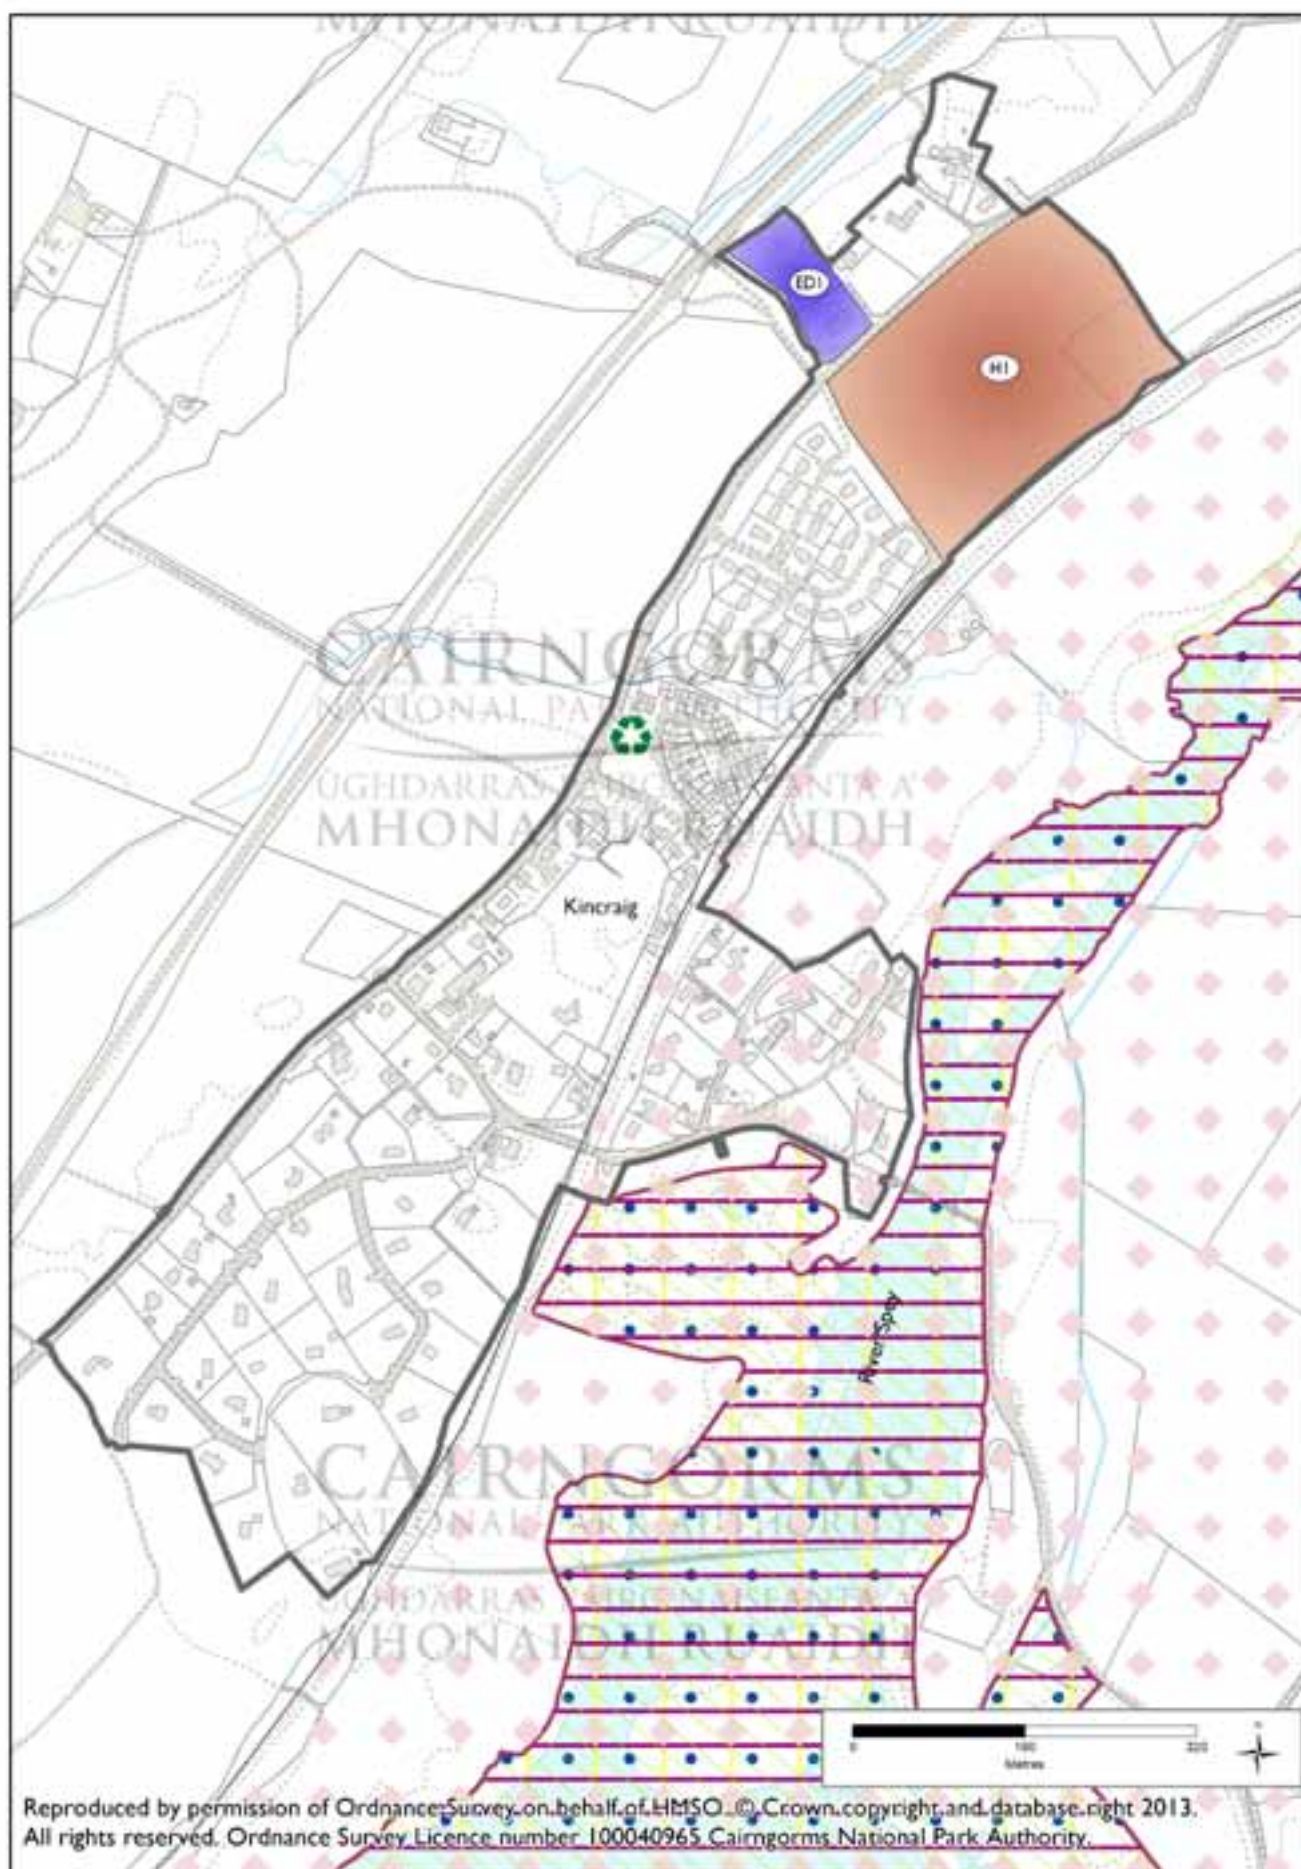 MHONAIDH RUAIDH
ED1
H1
CAIRNGORMS
NATIONAL PARK AUTHORITY
ÙGHDARRAS PÀIRC NÀISEANTA A'
MHONAIDH RUAIDH
Kincraig
River Spey
CAIRNGORMS
NATIONAL PARK AUTHORITY
ÙGHDARRAS PÀIRC NÀISEANTA A'
MHONAIDH RUAIDH
0
Metres
Reproduced by permission of Ordnance Survey on behalf of HMSO. © Crown copyright and database right 2013.
All rights reserved. Ordnance Survey Licence number 100040965 Cairngorms National Park Authority.